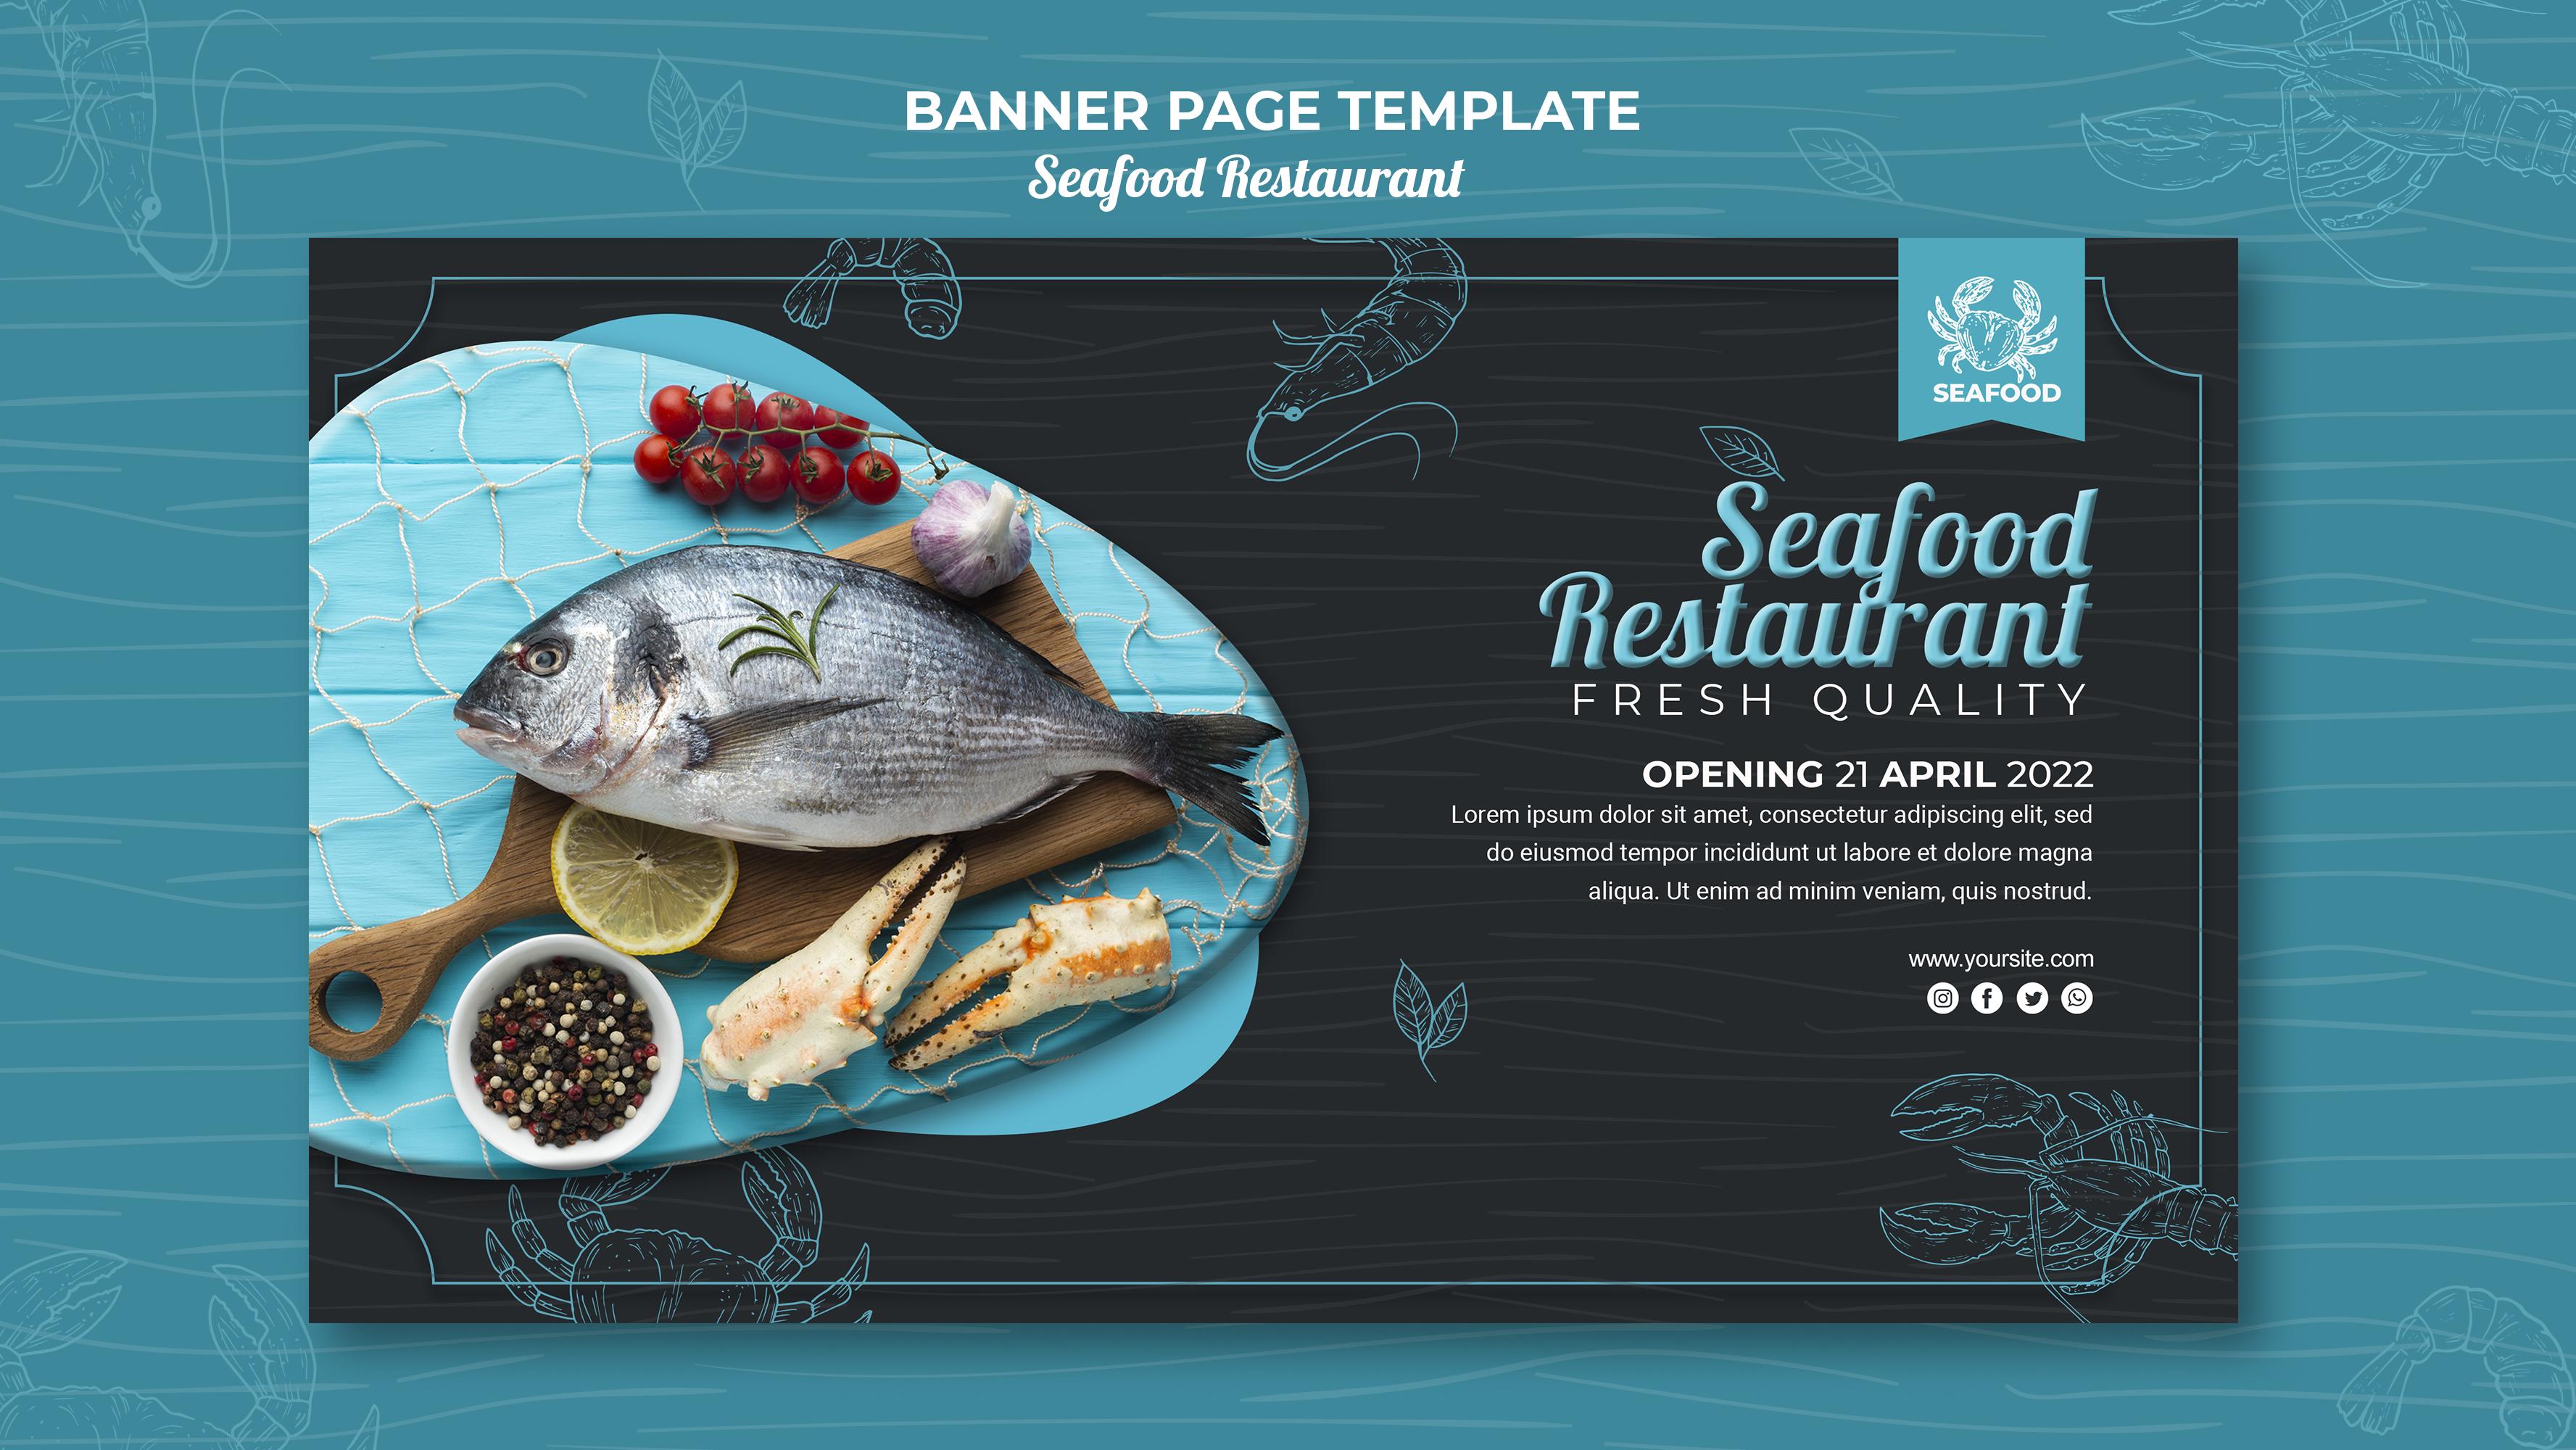 BANNER PAGE TEMPLATE
Seafood Restaurant
SEAFOOD
Seafood
Restaurant
FRESH QUALITY
OPENING 21 APRIL 2022
Lorem ipsum dolor sit amet, consectetur adipiscing elit, sed
do eiusmod tempor incididunt ut labore et dolore magna
aliqua. Ut enim ad minim veniam, quis nostrud.
www.yoursite.com